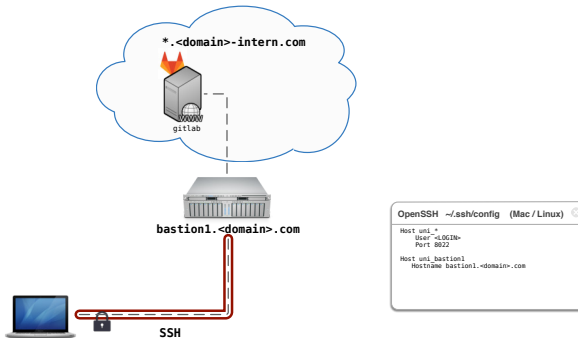 *.<domain>-intern.com
WWW
gitlab
bastion1.<domain>.com
SSH
OpenSSH ~/.ssh/config (Mac / Linux)
Host uni_*
User <LOGIN>
Port 8022
Host uni_bastion1
Hostname bastion1.<domain>.com